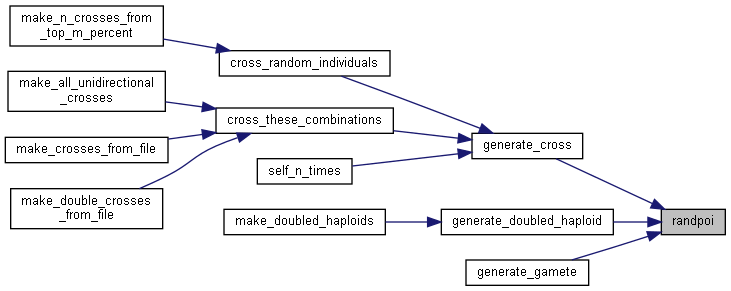 make_n_crosses_from
_top_m_percent
cross_random_individuals
make_all_unidirectional
_crosses
cross_these_combinations
make_crosses_from_file
generate_cross
self_n_times
make_double_crosses
_from_file
make_doubled_haploids
generate_doubled_haploid
randpoi
generate_gamete